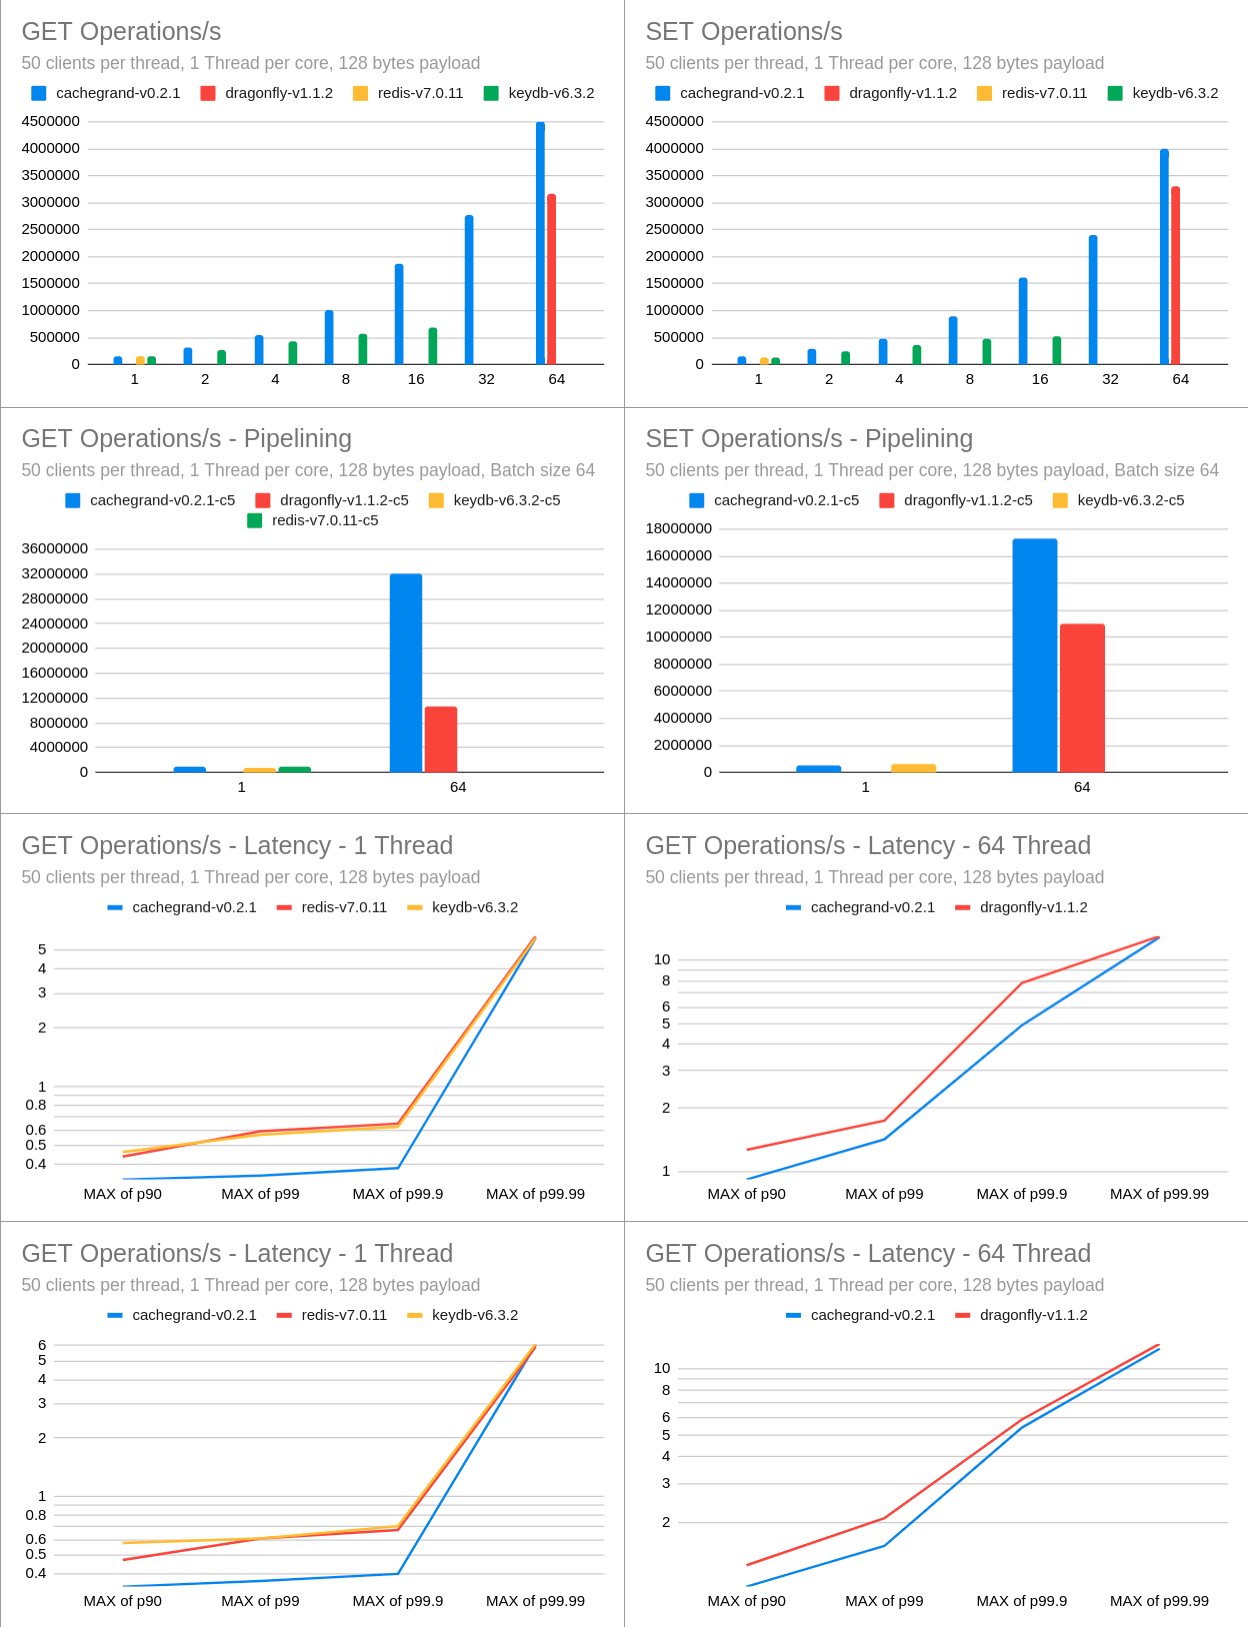 GET Operations/s
50 clients per thread, 1 Thread per core, 128 bytes payload
cachegrand-v0.2.1 dragonfly-v1.1.2 redis-v7.0.11 keydb-v6.3.2
4500000
4000000
3500000
3000000
2500000
2000000
1500000
1000000
500000
0
1 2 4 8 16 32 64
SET Operations/s
50 clients per thread, 1 Thread per core, 128 bytes payload
cachegrand-v0.2.1 dragonfly-v1.1.2 redis-v7.0.11 keydb-v6.3.2
4500000
4000000
3500000
3000000
2500000
2000000
1500000
1000000
500000
0
1 2 4 8 16 32 64
GET Operations/s - Pipelining
50 clients per thread, 1 Thread per core, 128 bytes payload, Batch size 64
cachegrand-v0.2.1-c5 dragonfly-v1.1.2-c5 keydb-v6.3.2-c5
redis-v7.0.11-c5
36000000
32000000
28000000
24000000
20000000
16000000
12000000
8000000
4000000
0
1 64
SET Operations/s - Pipelining
50 clients per thread, 1 Thread per core, 128 bytes payload, Batch size 64
cachegrand-v0.2.1-c5 dragonfly-v1.1.2-c5 keydb-v6.3.2-c5
18000000
16000000
14000000
12000000
10000000
8000000
6000000
4000000
2000000
0
1 64
GET Operations/s - Latency - 1 Thread
50 clients per thread, 1 Thread per core, 128 bytes payload
cachegrand-v0.2.1 redis-v7.0.11 keydb-v6.3.2
5
4
3
2
1
0.8
0.6
0.5
0.4
MAX of p90 MAX of p99 MAX of p99.9 MAX of p99.99
GET Operations/s - Latency - 64 Thread
50 clients per thread, 1 Thread per core, 128 bytes payload
cachegrand-v0.2.1 dragonfly-v1.1.2
10
8
6
5
4
3
2
1
MAX of p90 MAX of p99 MAX of p99.9 MAX of p99.99
GET Operations/s - Latency - 1 Thread
50 clients per thread, 1 Thread per core, 128 bytes payload
cachegrand-v0.2.1 redis-v7.0.11 keydb-v6.3.2
6
5
4
3
2
1
0.8
0.6
0.5
0.4
MAX of p90 MAX of p99 MAX of p99.9 MAX of p99.99
GET Operations/s - Latency - 64 Thread
50 clients per thread, 1 Thread per core, 128 bytes payload
cachegrand-v0.2.1 dragonfly-v1.1.2
10
8
6
5
4
3
2
MAX of p90 MAX of p99 MAX of p99.9 MAX of p99.99